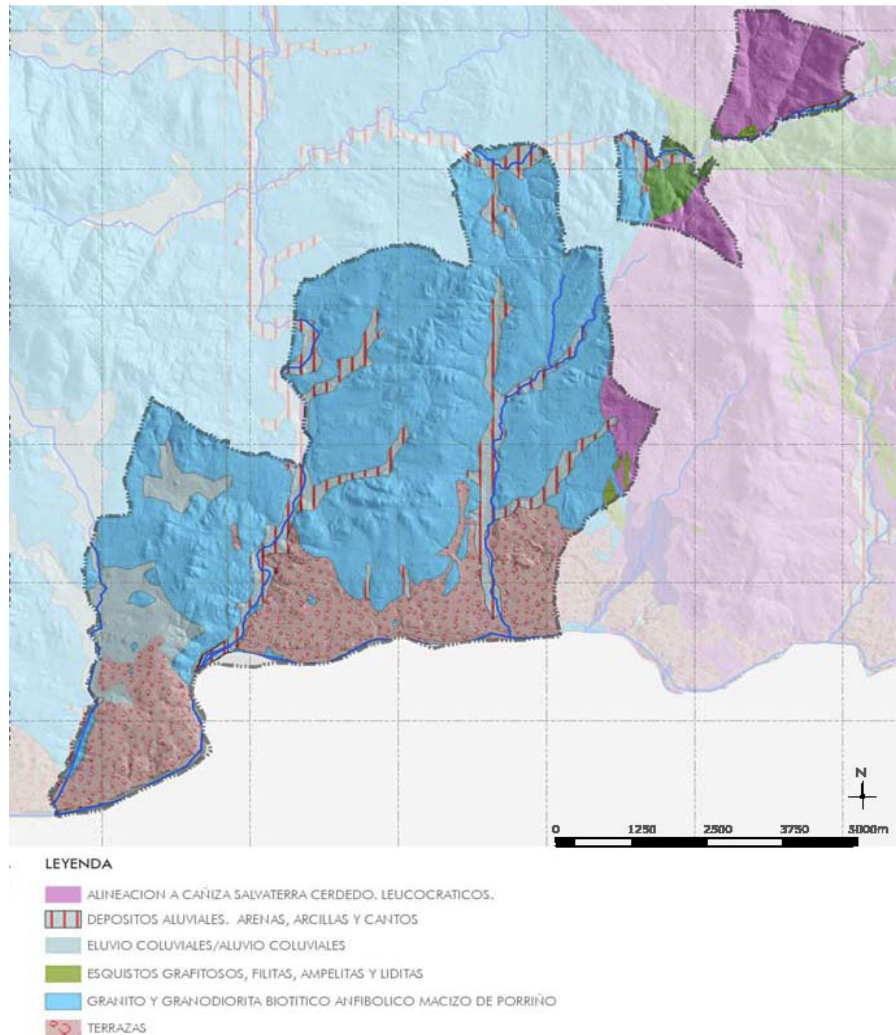 N
0 1250 2500 3750 5000m
LEYENDA
ALINEACION A CAÑIZA SALVATERRA CERDEDO. LEUCOCRATICOS.
DEPOSITOS ALUVIALES. ARENAS, ARCILLAS Y CANTOS
ELUVIO COLUVIALES/ALUVIO COLUVIALES
ESQUISTOS GRAFITOSOS, FILITAS, AMPELITAS Y LIDITAS
GRANITO Y GRANODIORITA BIOTITICO ANFIBOLICO MACIZO DE PORRIÑO
TERRAZAS